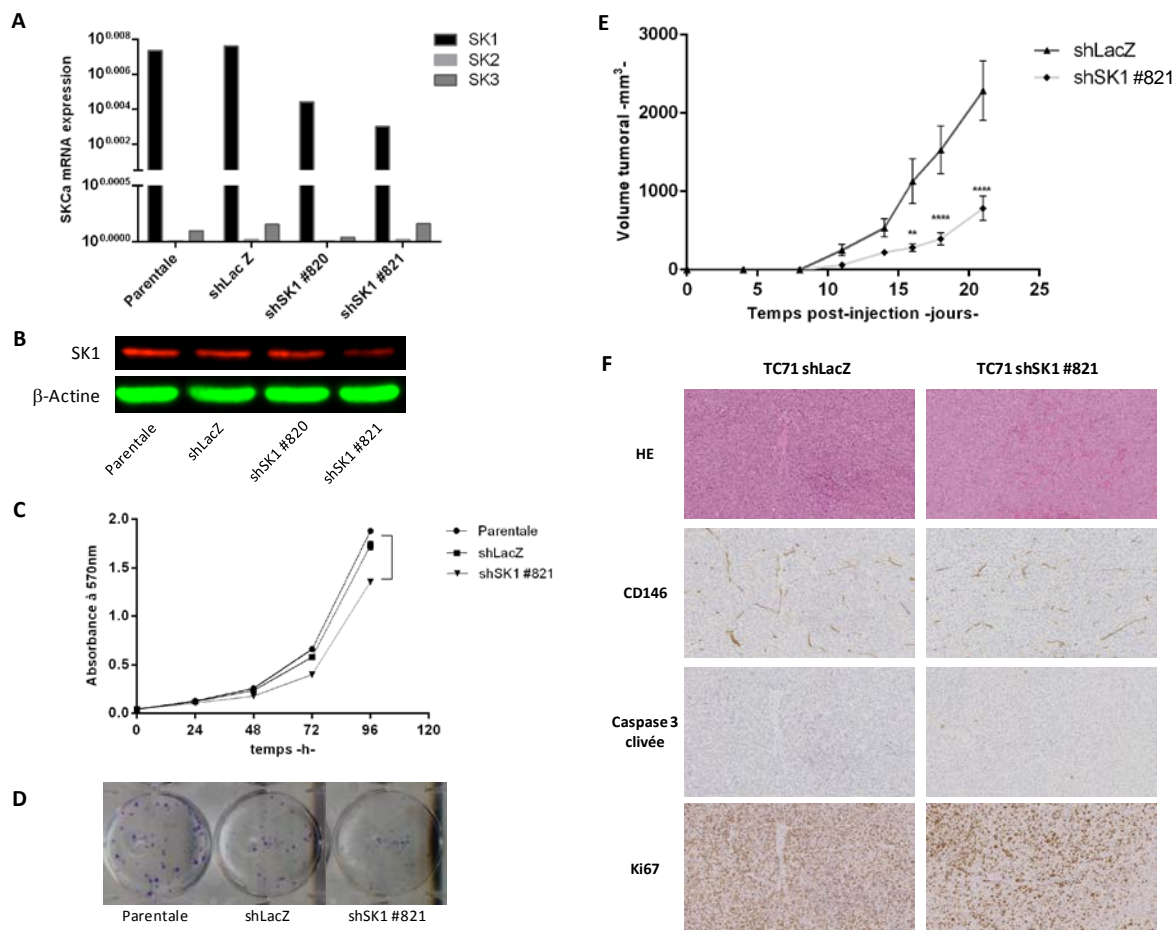 A
SKCa mRNA expression
10^0.008
10^0.006
10^0.004
10^0.002
10^0.0005
10^0.0000
SK1
SK2
SK3
Parentale
shLac Z
shSK1 #820
shSK1 #821
B
SK1
β-Actine
Parentale
shLacZ
shSK1 #820
shSK1 #821
C
Absorbance à 570nm
2.0
1.5
1.0
0.5
0.0
0 24 48 72 96 120
temps -h-
Parentale
shLacZ
shSK1 #821
D
Parentale shLacZ shSK1 #821
E
Volume tumoral -mm³-
3000
2000
1000
0
0 5 10 15 20 25
Temps post-injection -jours-
shLacZ
shSK1 #821
**
****
****
F
TC71 shLacZ TC71 shSK1 #821
HE
CD146
Caspase 3
clivée
Ki67